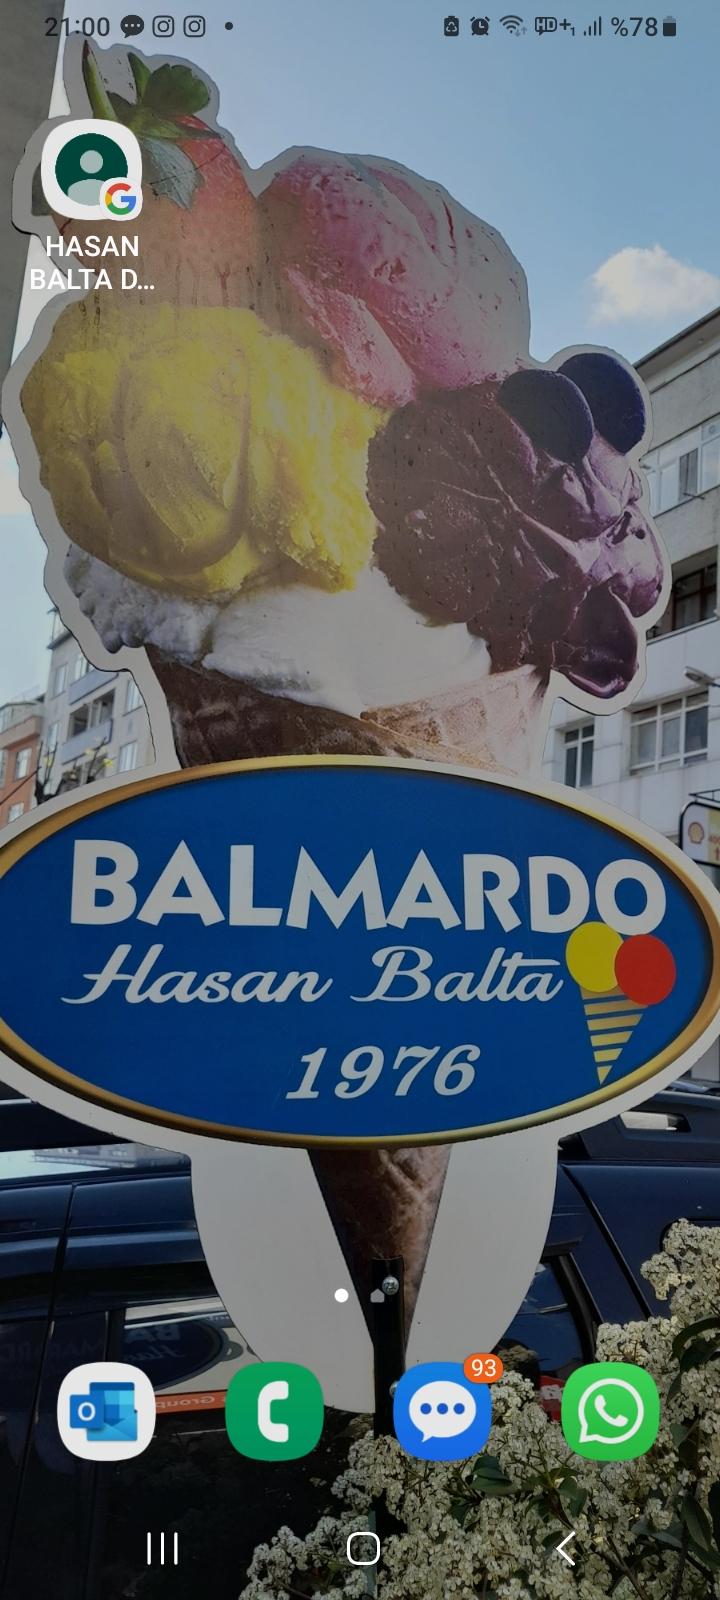 21:00
%78
HASAN
BALTA D...
BALMARDO
Hasan Balta
1976
93